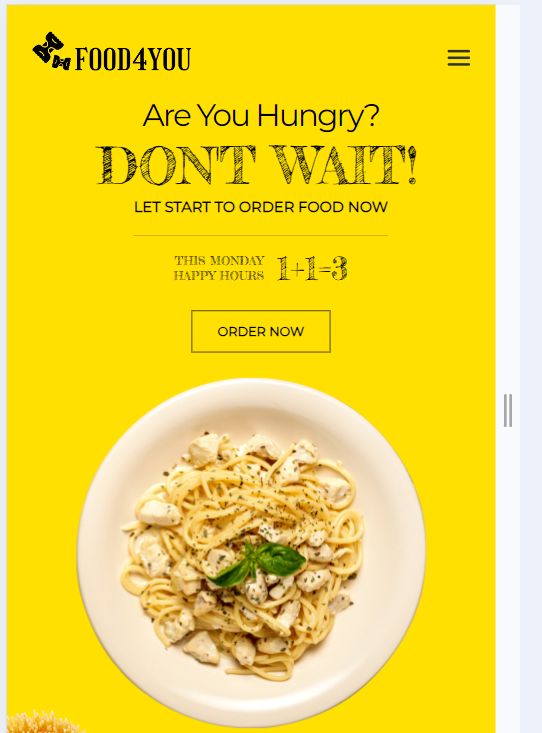 FOOD4YOU
Are You Hungry?
DON'T WAIT!
LET START TO ORDER FOOD NOW
THIS MONDAY
HAPPY HOURS
1+1=3
ORDER NOW